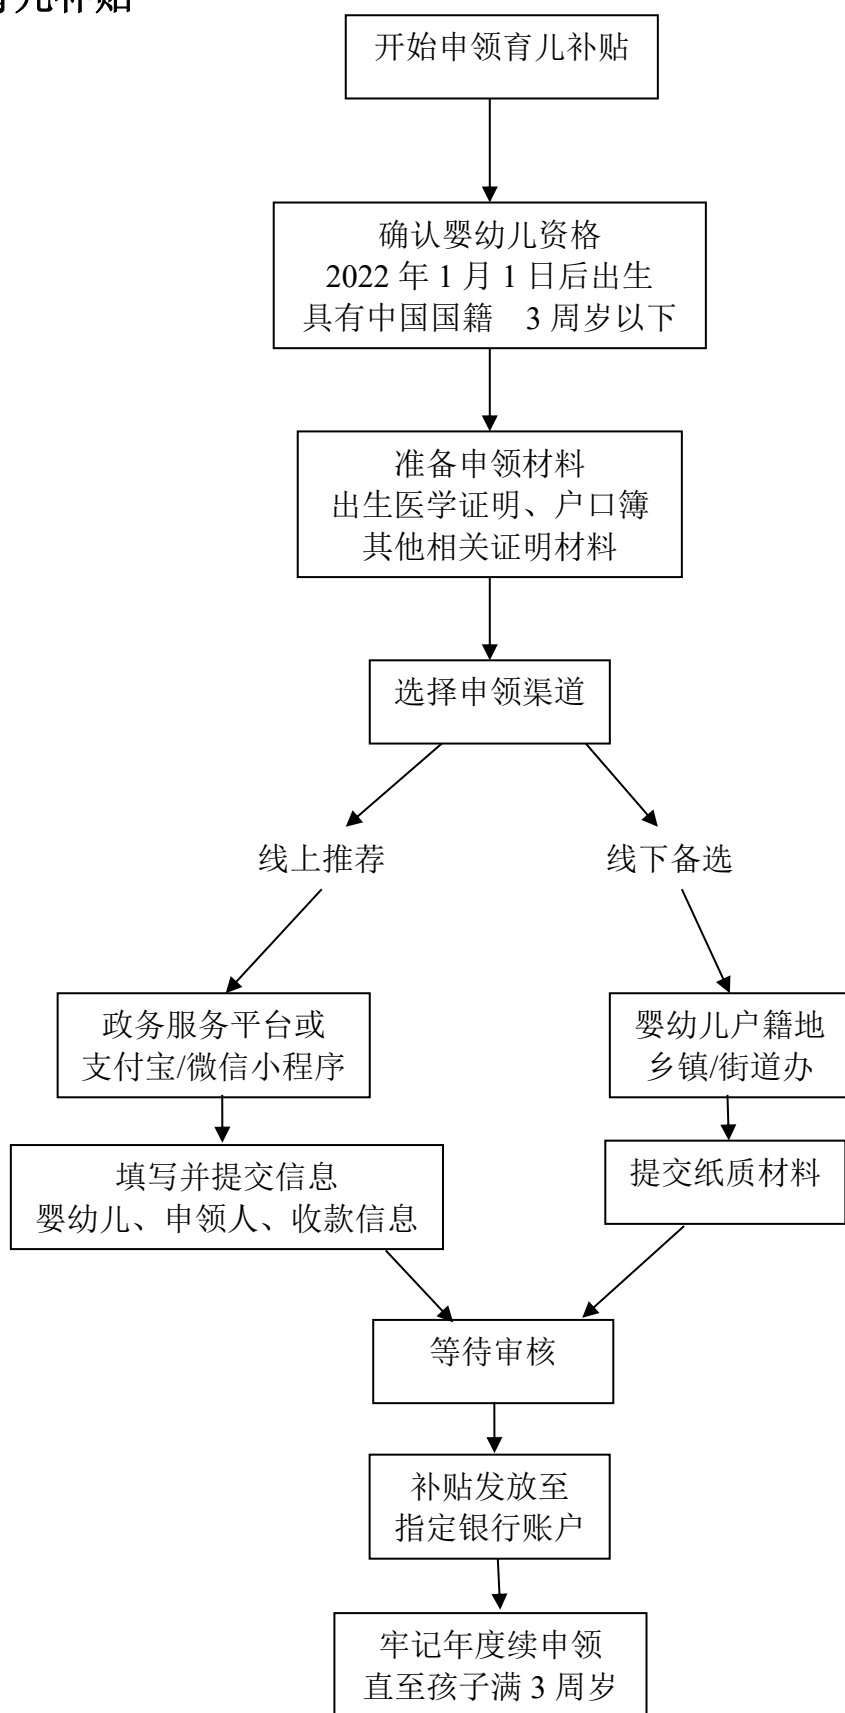 育儿补贴
开始申领育儿补贴
确认婴幼儿资格
2022 年 1 月 1 日后出生
具有中国国籍　3 周岁以下
准备申领材料
出生医学证明、户口簿
其他相关证明材料
选择申领渠道
线上推荐
线下备选
政务服务平台或
支付宝/微信小程序
婴幼儿户籍地
乡镇/街道办
填写并提交信息
婴幼儿、申领人、收款信息
提交纸质材料
等待审核
补贴发放至
指定银行账户
牢记年度续申领
直至孩子满 3 周岁